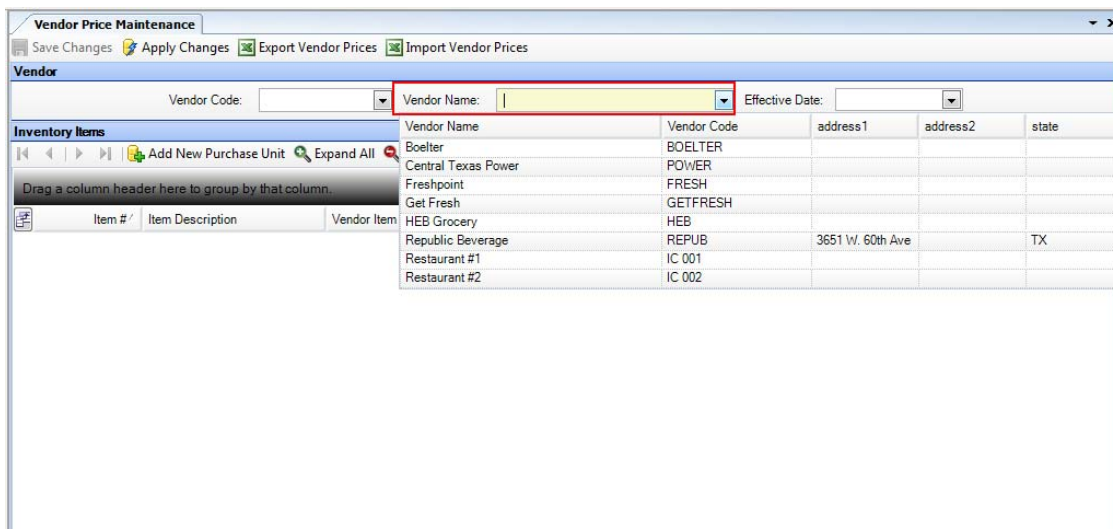 Vendor Price Maintenance
Save Changes Apply Changes Export Vendor Prices Import Vendor Prices
Vendor
Vendor Code: Vendor Name: Effective Date:
Inventory Items
Add New Purchase Unit Expand All
Drag a column header here to group by that column.
Item # Item Description Vendor Item
Vendor Name Vendor Code address1 address2 state
Boelter BOELTER
Central Texas Power POWER
Freshpoint FRESH
Get Fresh GETFRESH
HEB Grocery HEB
Republic Beverage REPUB 3651 W. 60th Ave TX
Restaurant #1 IC 001
Restaurant #2 IC 002